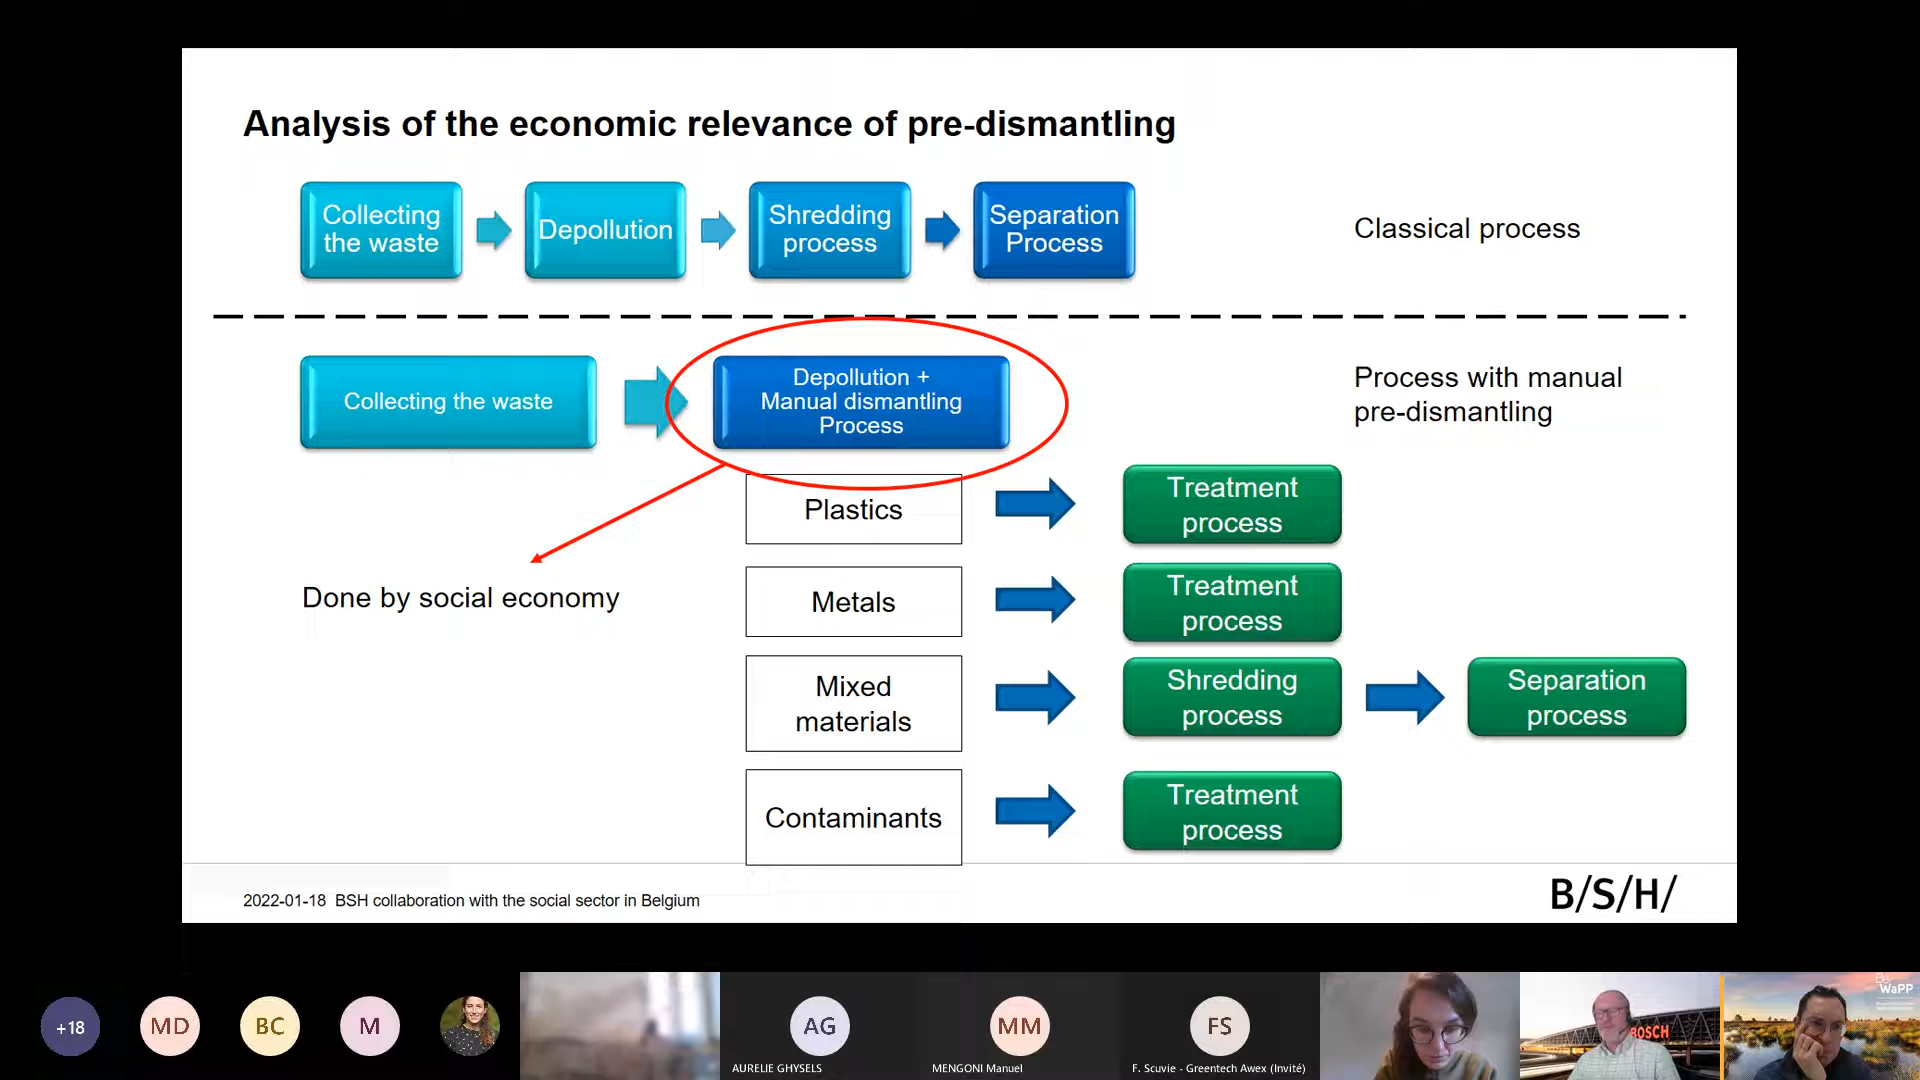 Analysis of the economic relevance of pre-dismantling
Collecting
the waste
Depollution
Shredding
process
Separation
Process
Classical process
Collecting the waste
Depollution +
Manual dismantling
Process
Process with manual
pre-dismantling
Plastics
Treatment
process
Done by social economy
Metals
Treatment
process
Mixed
materials
Shredding
process
Separation
process
Contaminants
Treatment
process
2022-01-18 BSH collaboration with the social sector in Belgium
B/S/H/
+18
MD
BC
M
AG
AURELIE GHYSELS
MM
MENGONI Manuel
FS
F. Scuvie - Greentech Awex (Invité)
BOSCH
Be
WaPP